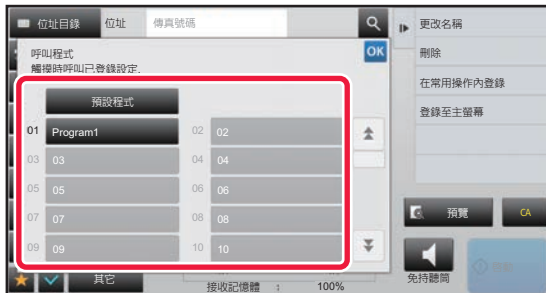 位址目錄 位址 傳真號碼
呼叫程式
OK
觸摸時呼叫已登錄設定.
預設程式
01 Program1 02 02
03 03 04 04
05 05 06 06
07 07 08 08
09 09 10 10
其它
接收記憶體 : 100%
更改名稱
刪除
在常用操作內登錄
登錄至主螢幕
預覽 CA
免持聽筒